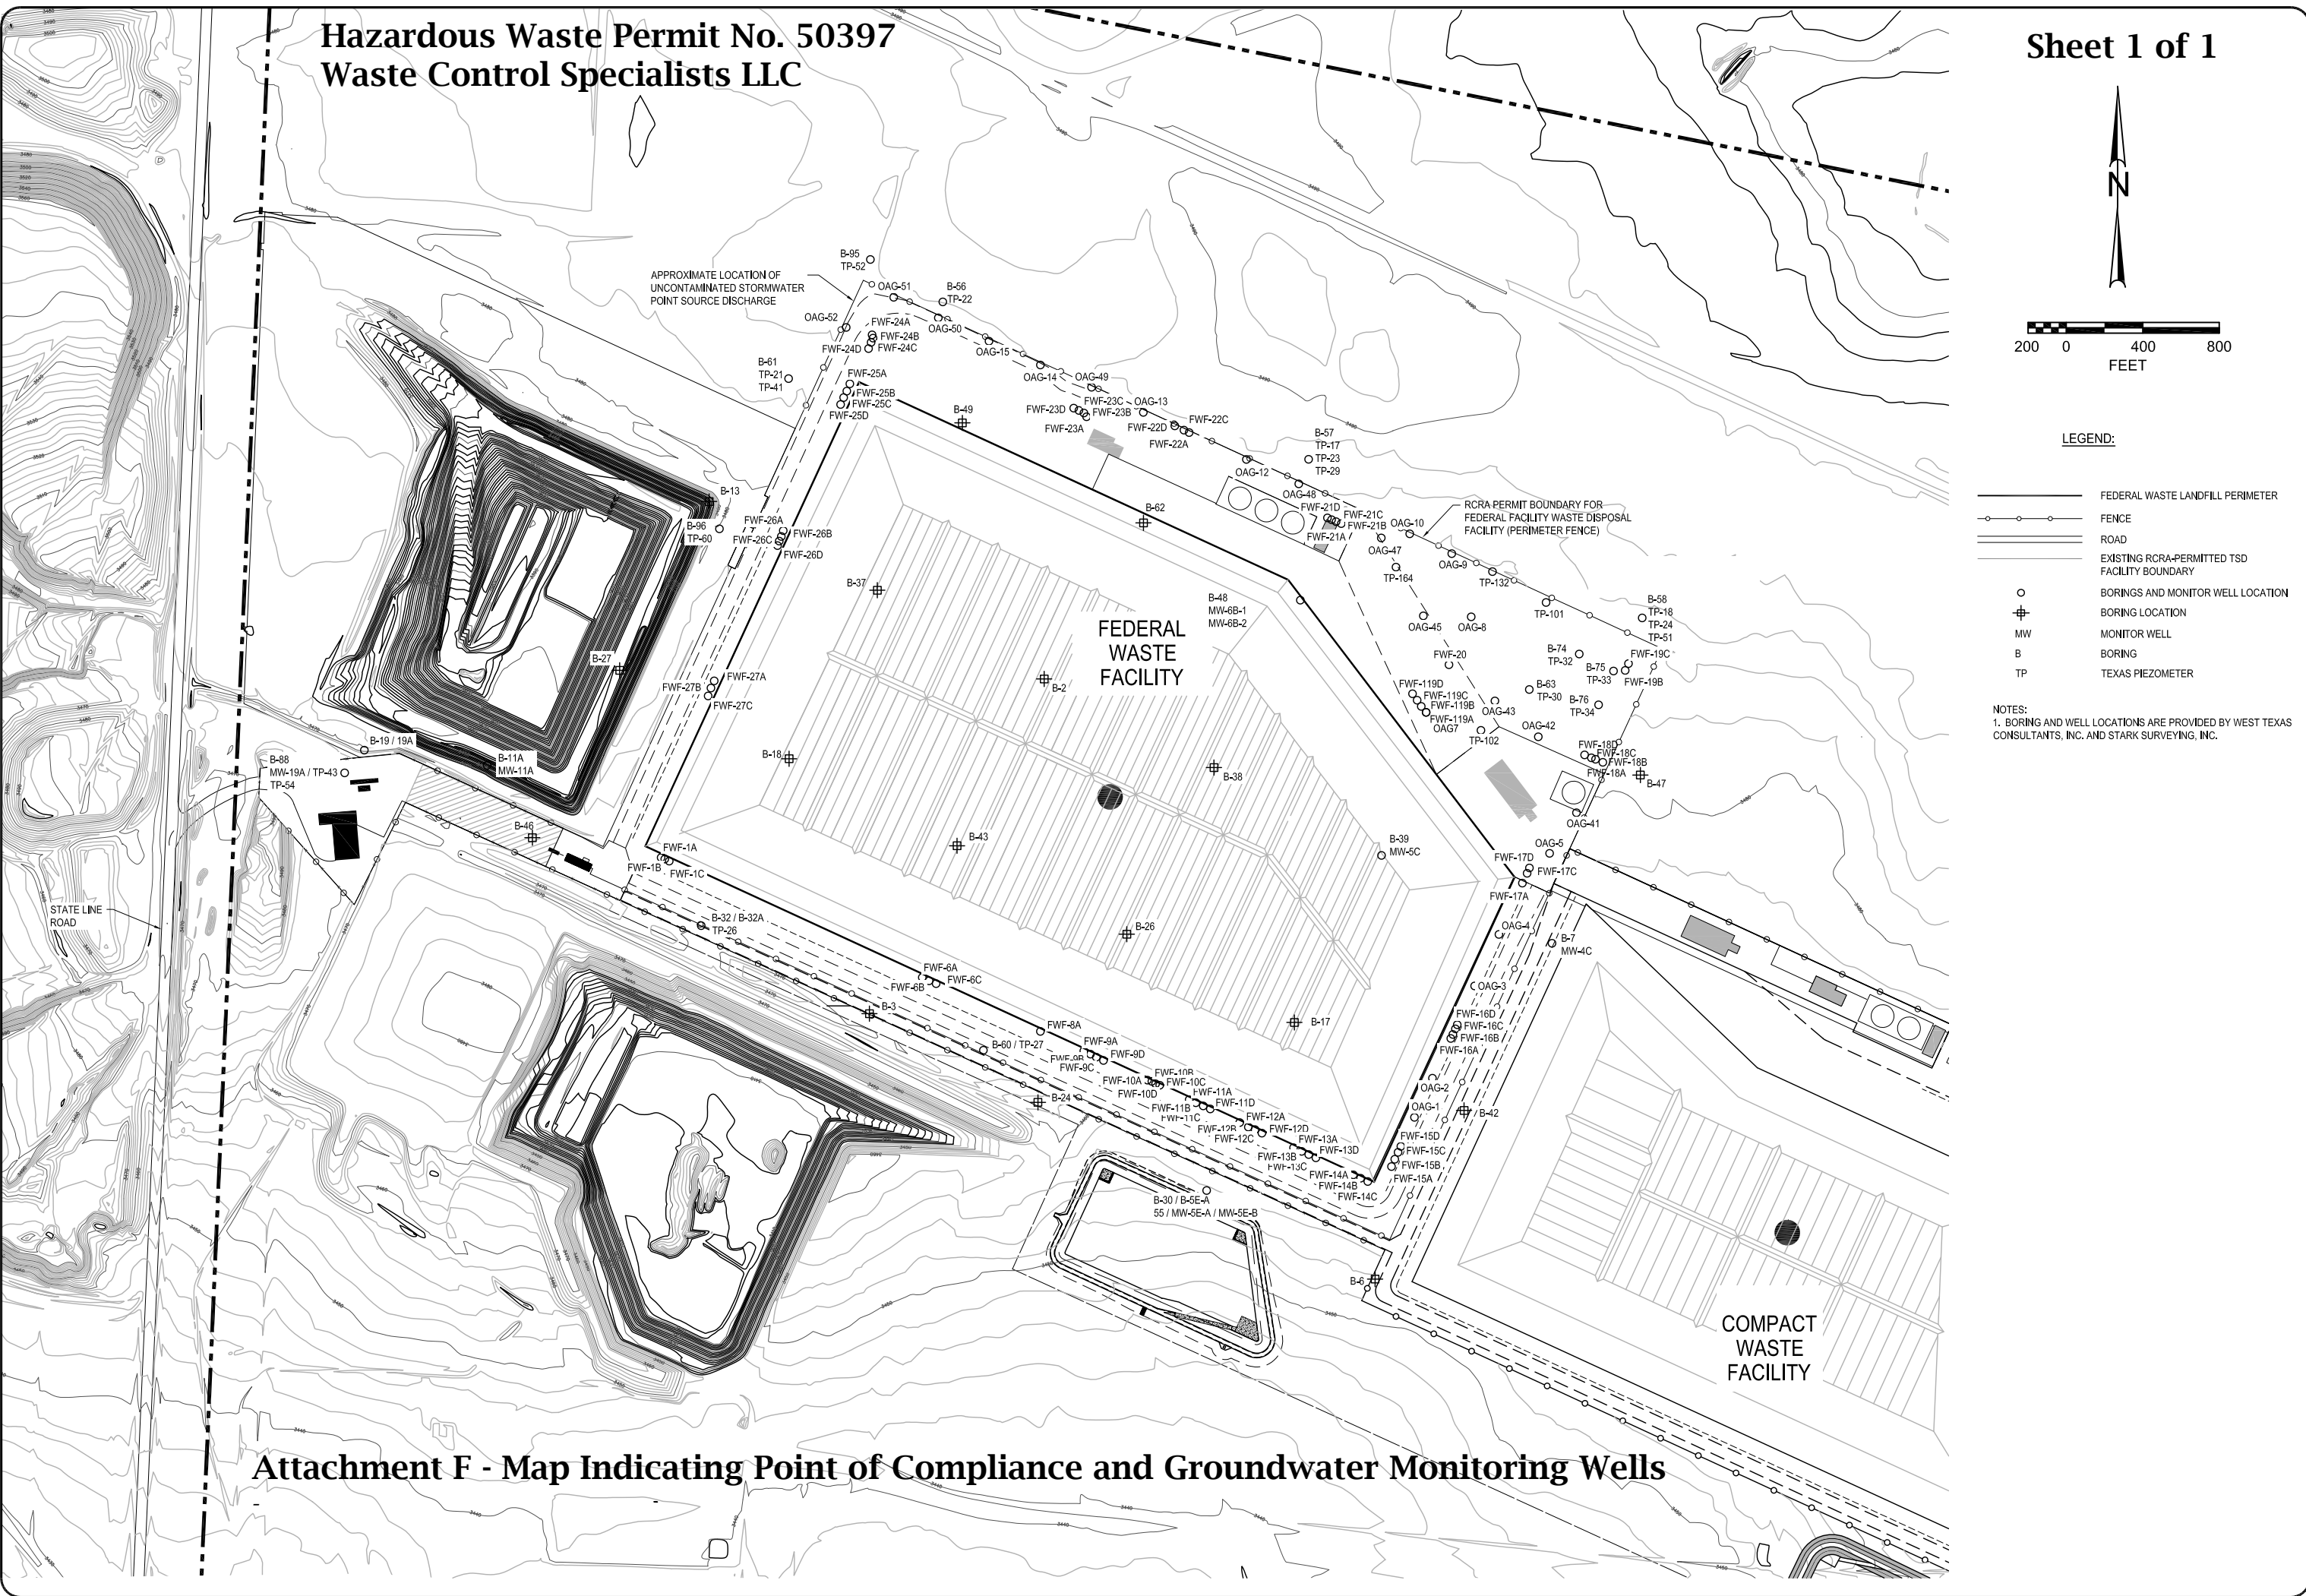 Hazardous Waste Permit No. 50397
Waste Control Specialists LLC
Sheet 1 of 1
N
200 0 400 800
FEET
LEGEND:
FEDERAL WASTE LANDFILL PERIMETER
FENCE
ROAD
EXISTING RCRA-PERMITTED TSD
FACILITY BOUNDARY
BORINGS AND MONITOR WELL LOCATION
BORING LOCATION
MW MONITOR WELL
B BORING
TP TEXAS PIEZOMETER
NOTES:
1. BORING AND WELL LOCATIONS ARE PROVIDED BY WEST TEXAS
CONSULTANTS, INC. AND STARK SURVEYING, INC.
B-95
TP-52
APPROXIMATE LOCATION OF
UNCONTAMINATED STORMWATER
POINT SOURCE DISCHARGE
OAG-51
B-56
TP-22
OAG-52
OAG-50
FWF-24A
FWF-24B
FWF-24C
FWF-24D
OAG-15
B-61
TP-21
TP-41
FWF-25A
FWF-25B
FWF-25C
FWF-25D
OAG-14
OAG-49
B-49
FWF-23C
FWF-23D
FWF-23B
FWF-23A
OAG-13
FWF-22C
FWF-22D
FWF-22A
B-57
TP-17
TP-23
TP-29
OAG-12
OAG-48
B-13
B-96
TP-60
FWF-26A
FWF-26B
FWF-26C
FWF-26D
B-62
FWF-21D
FWF-21C
FWF-21B
FWF-21A
OAG-10
RCRA PERMIT BOUNDARY FOR
FEDERAL FACILITY WASTE DISPOSAL
FACILITY (PERIMETER FENCE)
OAG-47
OAG-9
TP-164
TP-132
B-37
B-48
MW-6B-1
MW-6B-2
TP-101
B-58
TP-18
TP-24
TP-51
OAG-45
OAG-8
FEDERAL
WASTE
FACILITY
B-27
B-74
TP-32
FWF-20
B-75
TP-33
FWF-19C
FWF-19B
FWF-27A
FWF-27B
FWF-27C
B-2
FWF-119D
FWF-119C
FWF-119B
FWF-119A
OAG7
B-63
TP-30
OAG-43
B-76
TP-34
TP-102
OAG-42
B-19 / 19A
B-88
MW-19A / TP-43
TP-54
B-11A
MW-11A
B-18
B-38
FWF-18D
FWF-18C
FWF-18B
FWF-18A
B-47
OAG-41
B-46
B-43
B-39
MW-5C
OAG-5
FWF-1A
FWF-1B
FWF-1C
FWF-17D
FWF-17C
FWF-17A
STATE LINE
ROAD
B-32 / B-32A
TP-26
B-26
OAG-4
B-7
MW-4C
FWF-6A
FWF-6C
FWF-6B
OAG-3
B-3
B-17
FWF-8A
FWF-16D
FWF-16C
FWF-16B
FWF-16A
B-60 / TP-27
FWF-9A
FWF-9B
FWF-9D
FWF-9C
FWF-10B
FWF-10A
FWF-10C
FWF-10D
B-24
FWF-11A
FWF-11B
FWF-11D
FWF-11C
OAG-2
OAG-1
B-42
FWF-12A
FWF-12B
FWF-12D
FWF-12C
FWF-13A
FWF-13B
FWF-13D
FWF-13C
FWF-15D
FWF-15C
FWF-15B
FWF-15A
FWF-14A
FWF-14B
FWF-14C
B-30 / B-5E-A
55 / MW-5E-A / MW-5E-B
B-6
COMPACT
WASTE
FACILITY
Attachment F - Map Indicating Point of Compliance and Groundwater Monitoring Wells